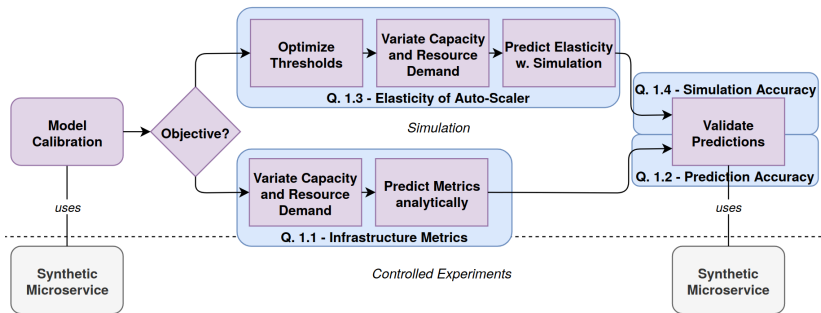 Optimize
Thresholds
Variate Capacity
and Resource
Demand
Predict Elasticity
w. Simulation
Q. 1.3 - Elasticity of Auto-Scaler
Q. 1.4 - Simulation Accuracy
Model
Calibration
Objective?
Simulation
Validate
Predictions
Variate Capacity
and Resource
Demand
Predict Metrics
analytically
Q. 1.2 - Prediction Accuracy
uses
uses
Q. 1.1 - Infrastructure Metrics
Synthetic
Microservice
Controlled Experiments
Synthetic
Microservice